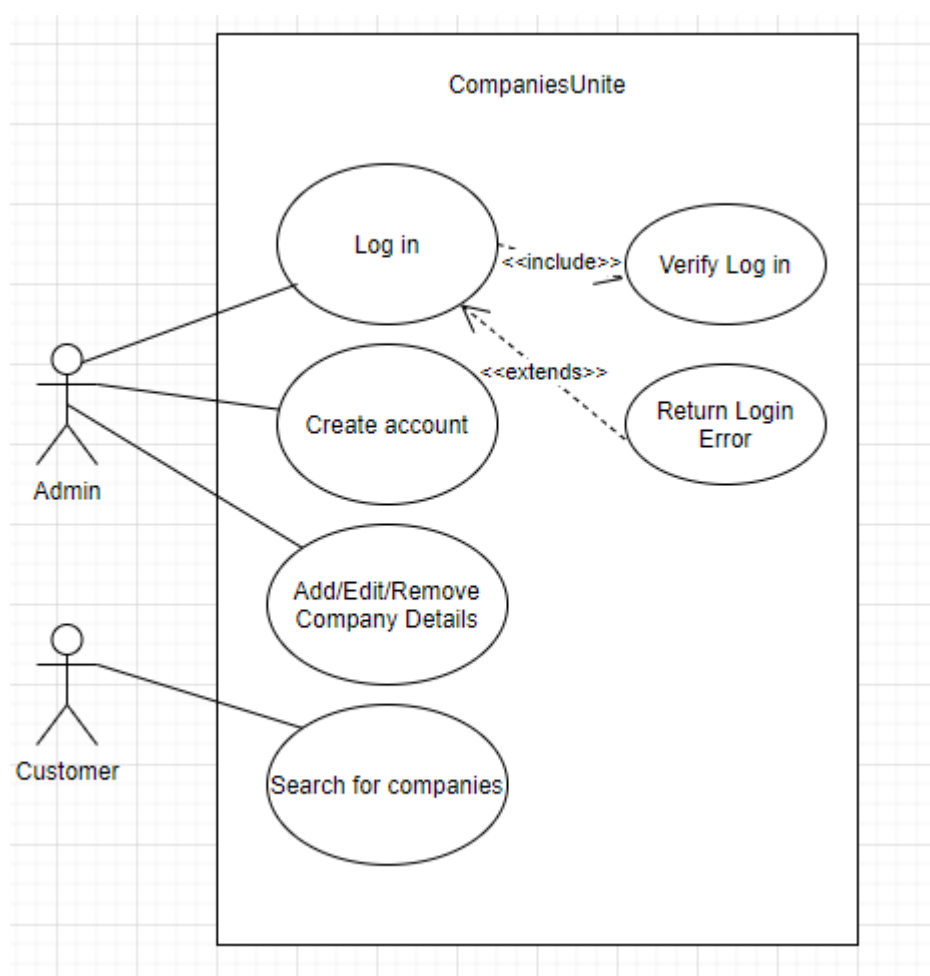 CompaniesUnite
Log in
<<include>>
Verify Log in
<<extends>>
Return Login
Error
Create account
Admin
Add/Edit/Remove
Company Details
Customer
Search for companies